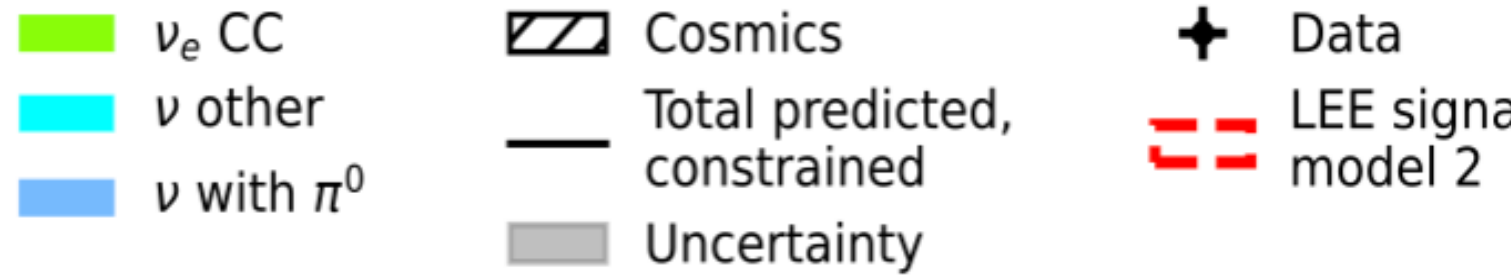 νₑ CC
ν other
ν with π⁰
Cosmics
Total predicted,
constrained
Uncertainty
Data
LEE signa
model 2